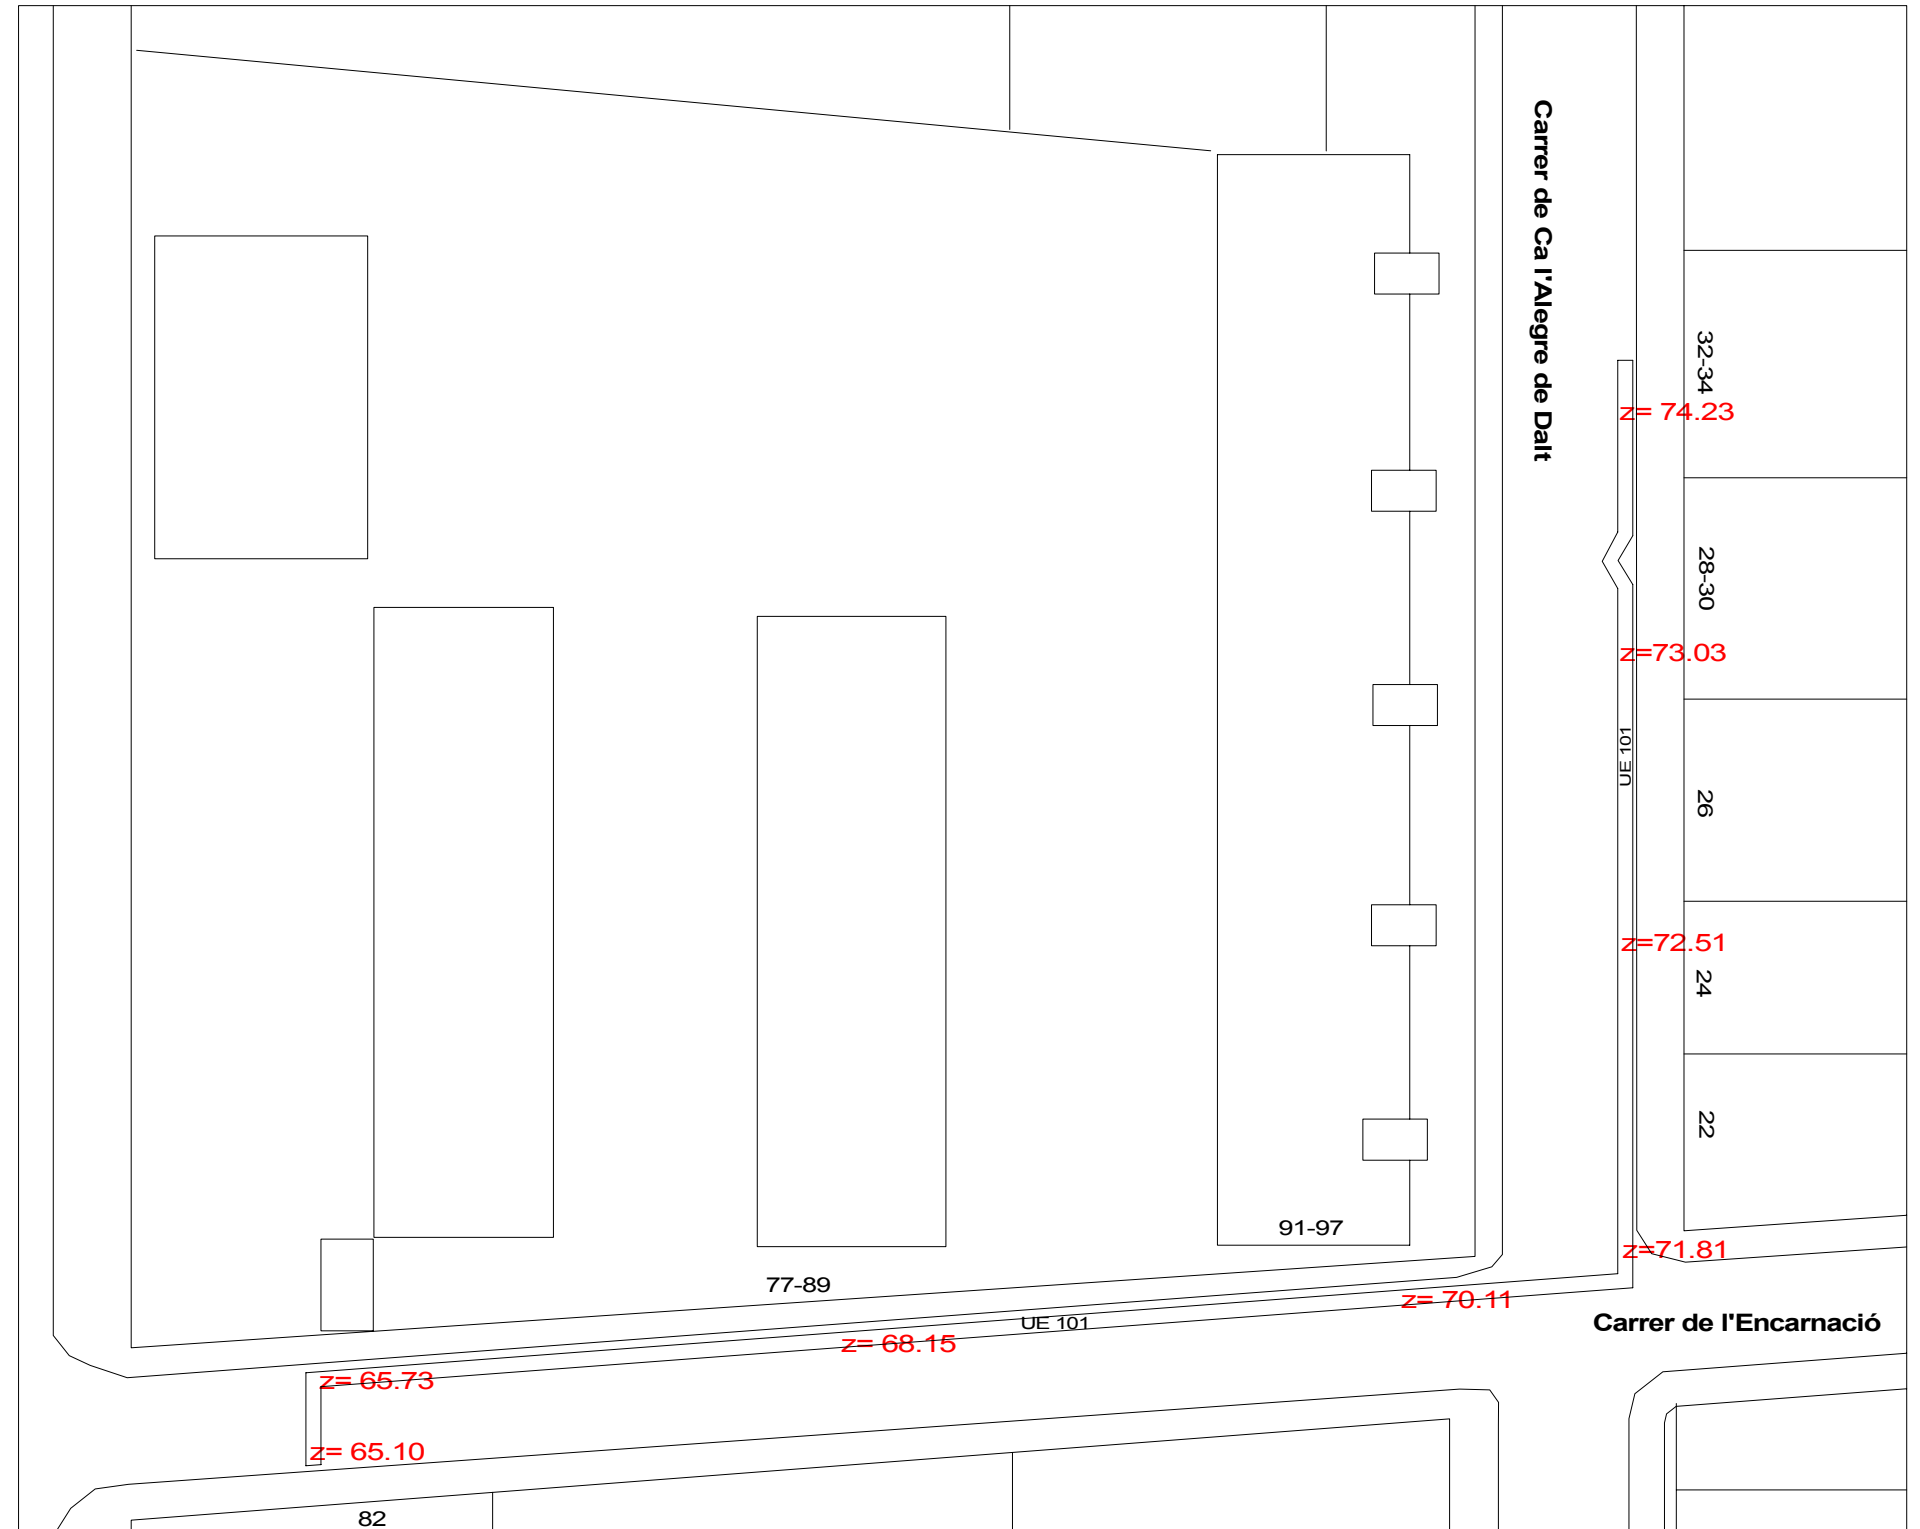 Carrer de Ca l'Alegre de Dalt
32-34
z= 74.23
28-30
z=73.03
UE 101
26
z=72.51
24
22
91-97
z=71.81
77-89
z= 70.11
UE 101
Carrer de l'Encarnació
z= 68.15
z= 65.73
z= 65.10
82